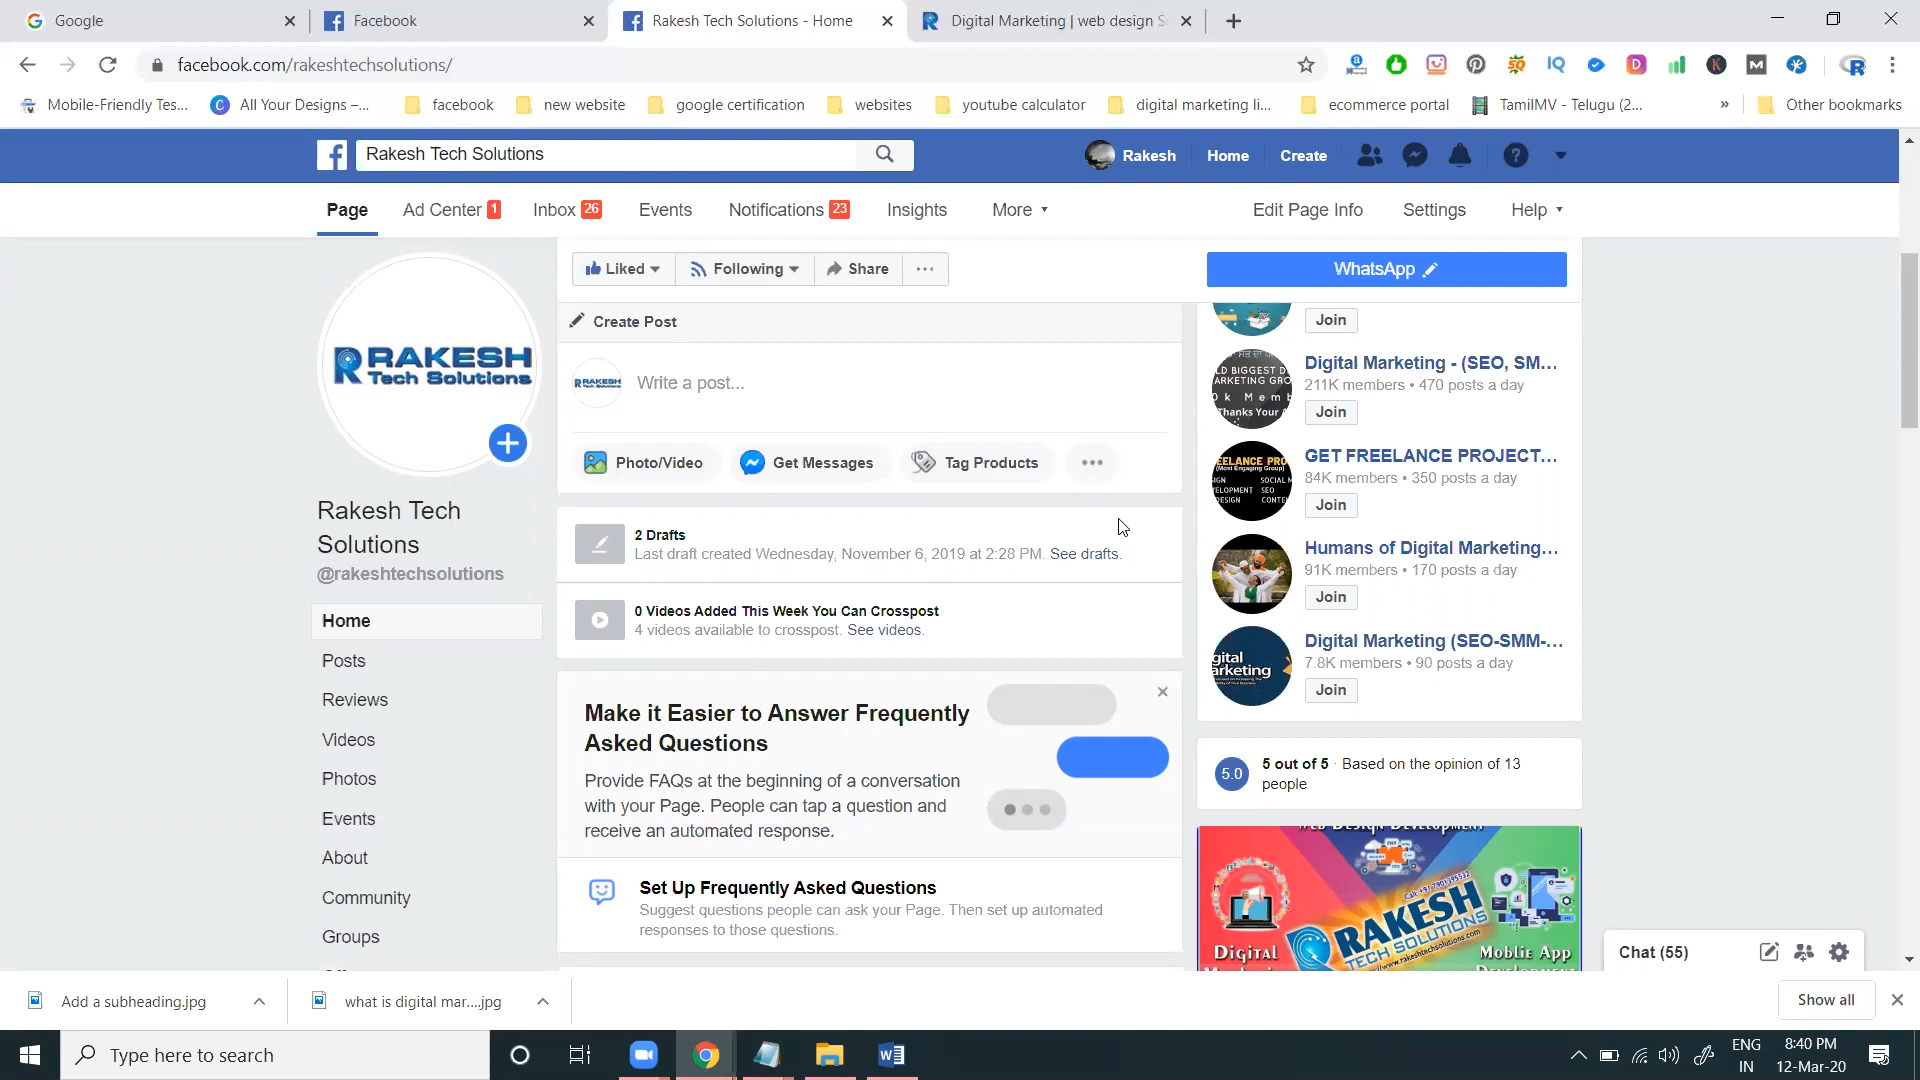 Google
Facebook
Rakesh Tech Solutions - Home
Digital Marketing | web design S
facebook.com/rakeshtechsolutions/
Mobile-Friendly Tes...
All Your Designs –...
facebook
new website
google certification
websites
youtube calculator
digital marketing li...
ecommerce portal
TamilMV - Telugu (2...
Other bookmarks
Rakesh Tech Solutions
Rakesh
Home
Create
Page
Ad Center 1
Inbox 26
Events
Notifications 23
Insights
More
Edit Page Info
Settings
Help
Liked
Following
Share
WhatsApp
RAKESH
Tech Solutions
Rakesh Tech
Solutions
@rakeshtechsolutions
Home
Posts
Reviews
Videos
Photos
Events
About
Community
Groups
Create Post
RAKESH
Tech Solutions
Write a post...
Photo/Video
Get Messages
Tag Products
2 Drafts
Last draft created Wednesday, November 6, 2019 at 2:28 PM. See drafts.
0 Videos Added This Week You Can Crosspost
4 videos available to crosspost. See videos.
Make it Easier to Answer Frequently
Asked Questions
Provide FAQs at the beginning of a conversation
with your Page. People can tap a question and
receive an automated response.
Set Up Frequently Asked Questions
Suggest questions people can ask your Page. Then set up automated
responses to those questions.
Join
Digital Marketing - (SEO, SM...
211K members • 470 posts a day
Join
GET FREELANCE PROJECT...
84K members • 350 posts a day
Join
Humans of Digital Marketing...
91K members • 170 posts a day
Join
Digital Marketing (SEO-SMM-...
7.8K members • 90 posts a day
Join
5.0
5 out of 5 · Based on the opinion of 13
people
RAKESH
TECH SOLUTIONS
Digital
Moblie App
Chat (55)
Add a subheading.jpg
what is digital mar....jpg
Show all
Type here to search
ENG
IN
8:40 PM
12-Mar-20